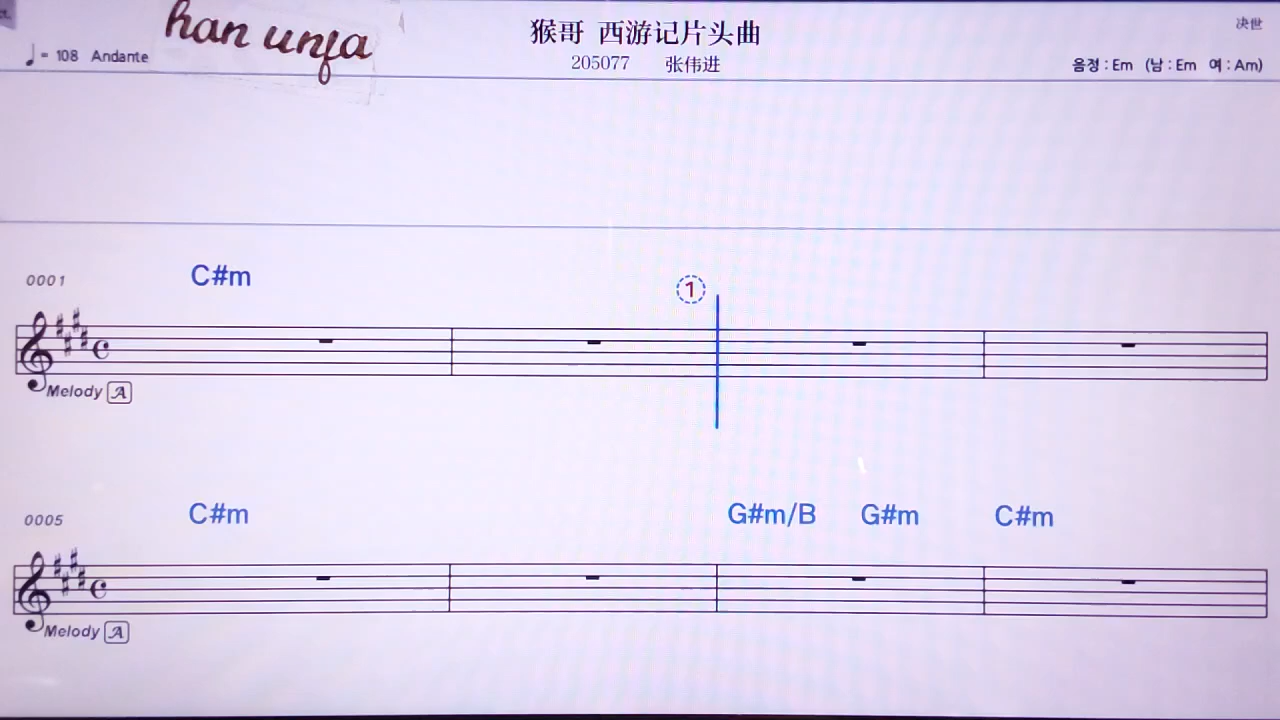 han unfa
猴哥 西游记片头曲
决世
♩= 108 Andante
205077 张伟进
음정 : Em (남 : Em 여 : Am)
0001 C#m
1
Melody A
0005 C#m G#m/B G#m C#m
Melody A